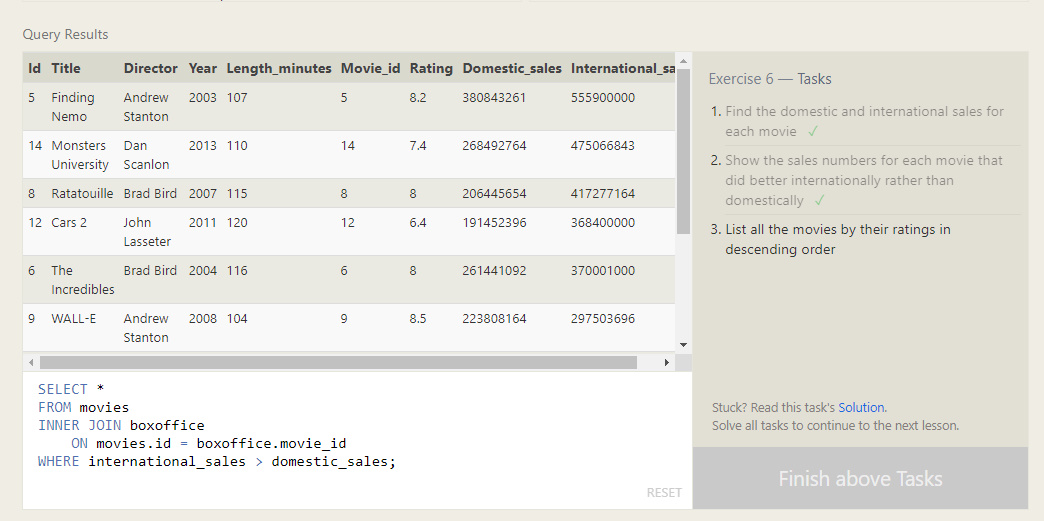 Query Results
Id Title Director Year Length_minutes Movie_id Rating Domestic_sales International_sa
5 Finding Nemo Andrew Stanton 2003 107 5 8.2 380843261 555900000
14 Monsters University Dan Scanlon 2013 110 14 7.4 268492764 475066843
8 Ratatouille Brad Bird 2007 115 8 8 206445654 417277164
12 Cars 2 John Lasseter 2011 120 12 6.4 191452396 368400000
6 The Incredibles Brad Bird 2004 116 6 8 261441092 370001000
9 WALL-E Andrew Stanton 2008 104 9 8.5 223808164 297503696
SELECT *
FROM movies
INNER JOIN boxoffice
    ON movies.id = boxoffice.movie_id
WHERE international_sales > domestic_sales;
RESET
Exercise 6 — Tasks
1. Find the domestic and international sales for
each movie ✓
2. Show the sales numbers for each movie that
did better internationally rather than
domestically ✓
3. List all the movies by their ratings in
descending order
Stuck? Read this task's Solution.
Solve all tasks to continue to the next lesson.
Finish above Tasks